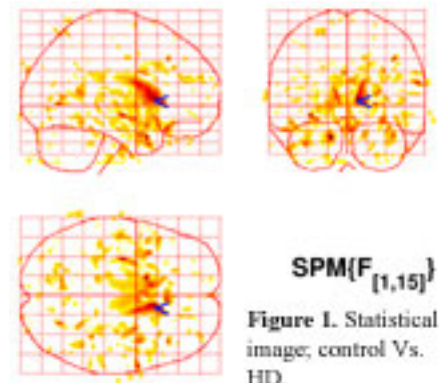 SPM{F[1,15]}
Figure 1. Statistical
image; control Vs.
HD